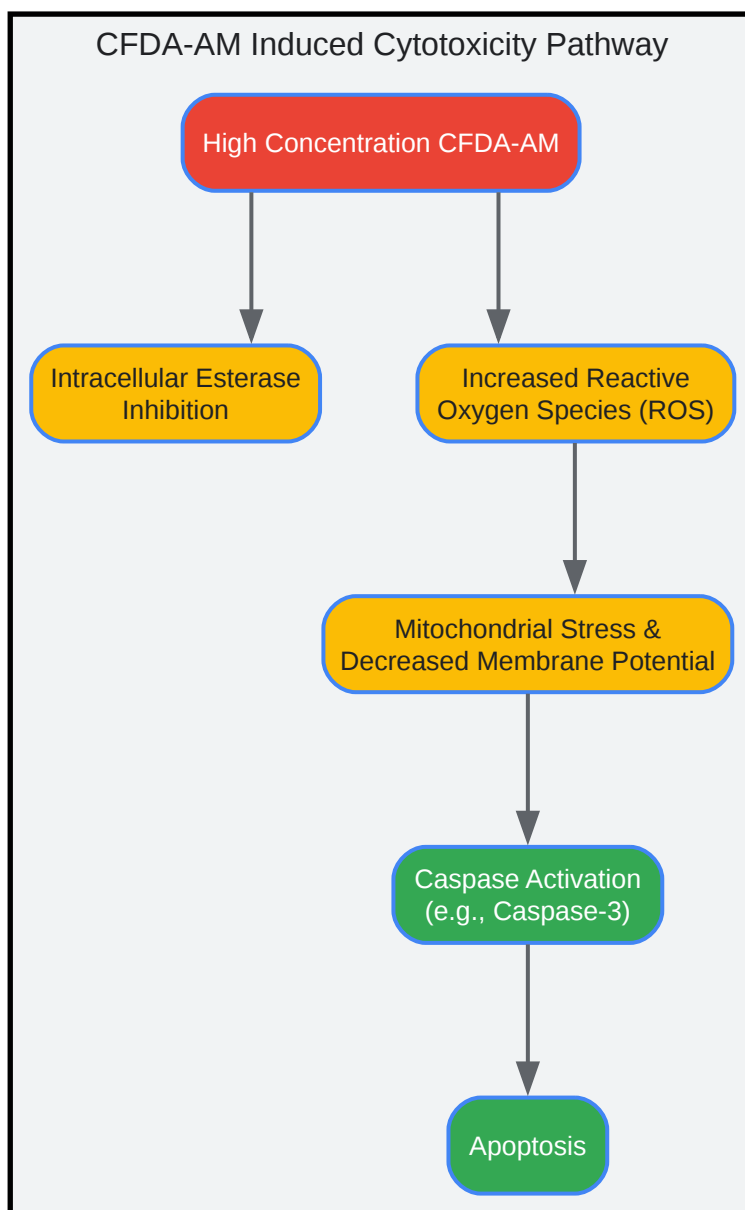 CFDA-AM Induced Cytotoxicity Pathway
High Concentration CFDA-AM
Intracellular Esterase
Inhibition
Increased Reactive
Oxygen Species (ROS)
Mitochondrial Stress &
Decreased Membrane Potential
Caspase Activation
(e.g., Caspase-3)
Apoptosis